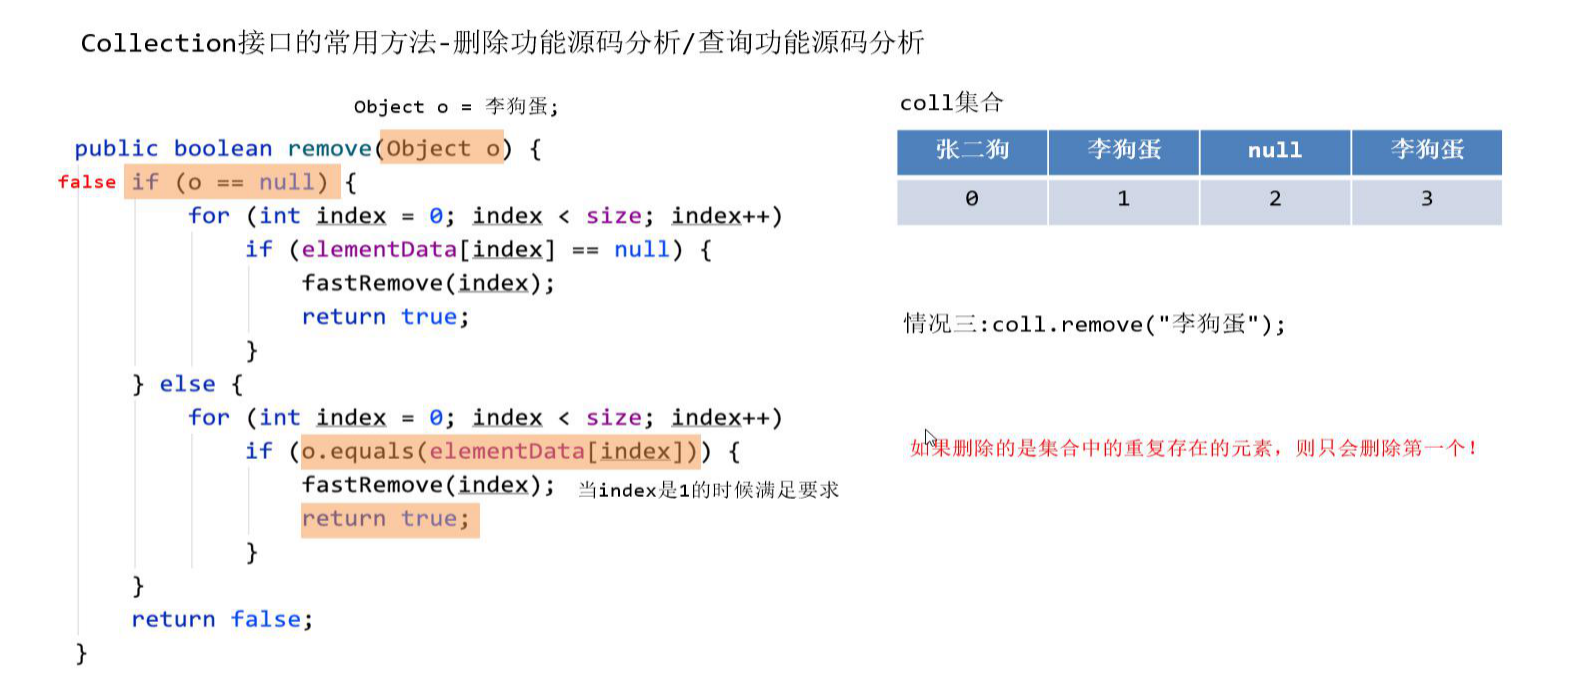 Collection接口的常用方法-删除功能源码分析/查询功能源码分析
Object o = 李狗蛋;
public boolean remove(Object o) {
false if (o == null) {
for (int index = 0; index < size; index++)
if (elementData[index] == null) {
fastRemove(index);
return true;
}
} else {
for (int index = 0; index < size; index++)
if (o.equals(elementData[index])) {
fastRemove(index); 当index是1的时候满足要求
return true;
}
}
return false;
}
coll集合
张二狗 李狗蛋 null 李狗蛋
0 1 2 3
情况三:coll.remove("李狗蛋");
如果删除的是集合中的重复存在的元素，则只会删除第一个！